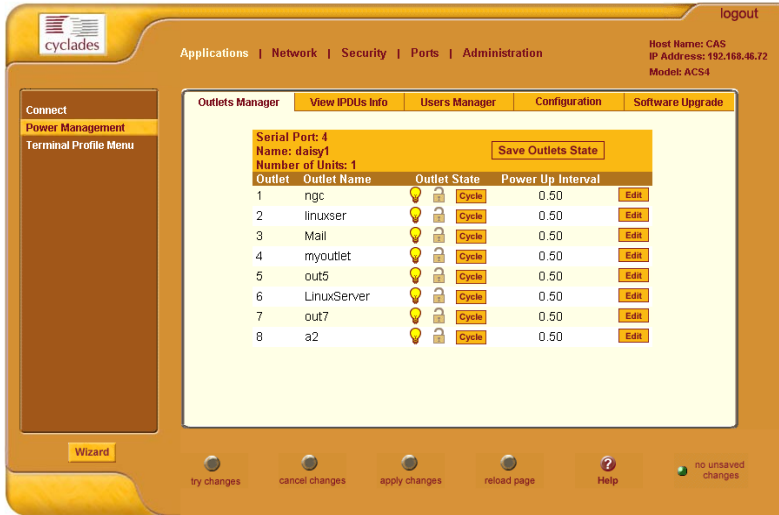 logout
cyclades
Applications | Network | Security | Ports | Administration
Host Name: CAS
IP Address: 192.168.46.72
Model: ACS4
Connect
Power Management
Terminal Profile Menu
Outlets Manager View IPDUs Info Users Manager Configuration Software Upgrade
Serial Port: 4
Name: daisy1
Number of Units: 1
Save Outlets State
Outlet Outlet Name Outlet State Power Up Interval
1 ngc Cycle 0.50 Edit
2 linuxser Cycle 0.50 Edit
3 Mail Cycle 0.50 Edit
4 myoutlet Cycle 0.50 Edit
5 out5 Cycle 0.50 Edit
6 LinuxServer Cycle 0.50 Edit
7 out7 Cycle 0.50 Edit
8 a2 Cycle 0.50 Edit
Wizard
try changes cancel changes apply changes reload page ? Help no unsaved
changes